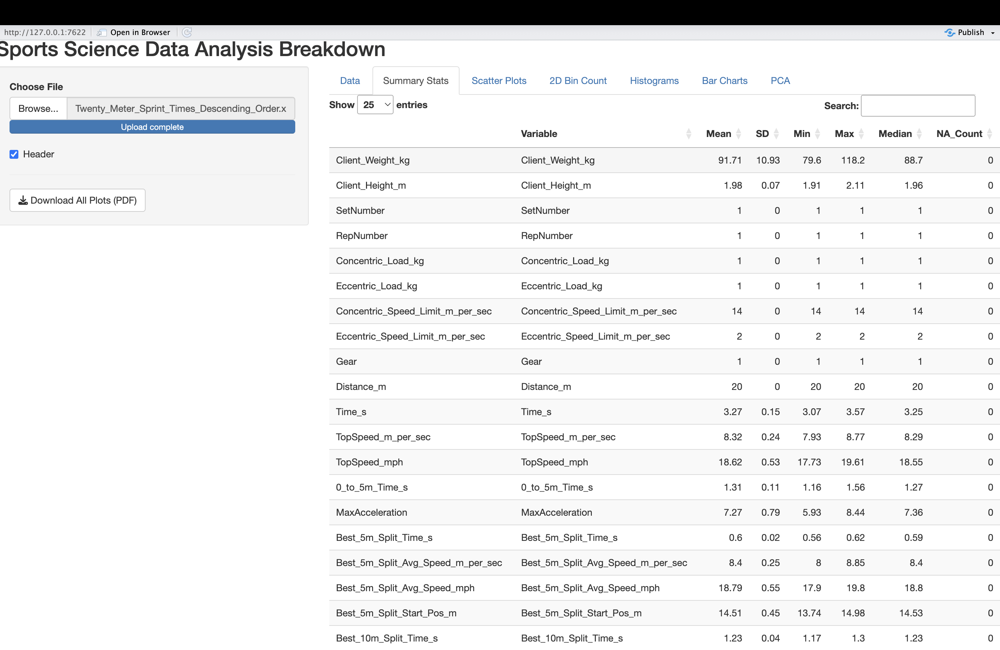 http://127.0.0.1:7622 Open in Browser Publish
Sports Science Data Analysis Breakdown
Choose File
Browse... Twenty_Meter_Sprint_Times_Descending_Order.x
Upload complete
Header
Download All Plots (PDF)
Data Summary Stats Scatter Plots 2D Bin Count Histograms Bar Charts PCA
Show 25 entries Search:
Variable Mean SD Min Max Median NA_Count
Client_Weight_kg Client_Weight_kg 91.71 10.93 79.6 118.2 88.7 0
Client_Height_m Client_Height_m 1.98 0.07 1.91 2.11 1.96 0
SetNumber SetNumber 1 0 1 1 1 0
RepNumber RepNumber 1 0 1 1 1 0
Concentric_Load_kg Concentric_Load_kg 1 0 1 1 1 0
Eccentric_Load_kg Eccentric_Load_kg 1 0 1 1 1 0
Concentric_Speed_Limit_m_per_sec Concentric_Speed_Limit_m_per_sec 14 0 14 14 14 0
Eccentric_Speed_Limit_m_per_sec Eccentric_Speed_Limit_m_per_sec 2 0 2 2 2 0
Gear Gear 1 0 1 1 1 0
Distance_m Distance_m 20 0 20 20 20 0
Time_s Time_s 3.27 0.15 3.07 3.57 3.25 0
TopSpeed_m_per_sec TopSpeed_m_per_sec 8.32 0.24 7.93 8.77 8.29 0
TopSpeed_mph TopSpeed_mph 18.62 0.53 17.73 19.61 18.55 0
0_to_5m_Time_s 0_to_5m_Time_s 1.31 0.11 1.16 1.56 1.27 0
MaxAcceleration MaxAcceleration 7.27 0.79 5.93 8.44 7.36 0
Best_5m_Split_Time_s Best_5m_Split_Time_s 0.6 0.02 0.56 0.62 0.59 0
Best_5m_Split_Avg_Speed_m_per_sec Best_5m_Split_Avg_Speed_m_per_sec 8.4 0.25 8 8.85 8.4 0
Best_5m_Split_Avg_Speed_mph Best_5m_Split_Avg_Speed_mph 18.79 0.55 17.9 19.8 18.8 0
Best_5m_Split_Start_Pos_m Best_5m_Split_Start_Pos_m 14.51 0.45 13.74 14.98 14.53 0
Best_10m_Split_Time_s Best_10m_Split_Time_s 1.23 0.04 1.17 1.3 1.23 0